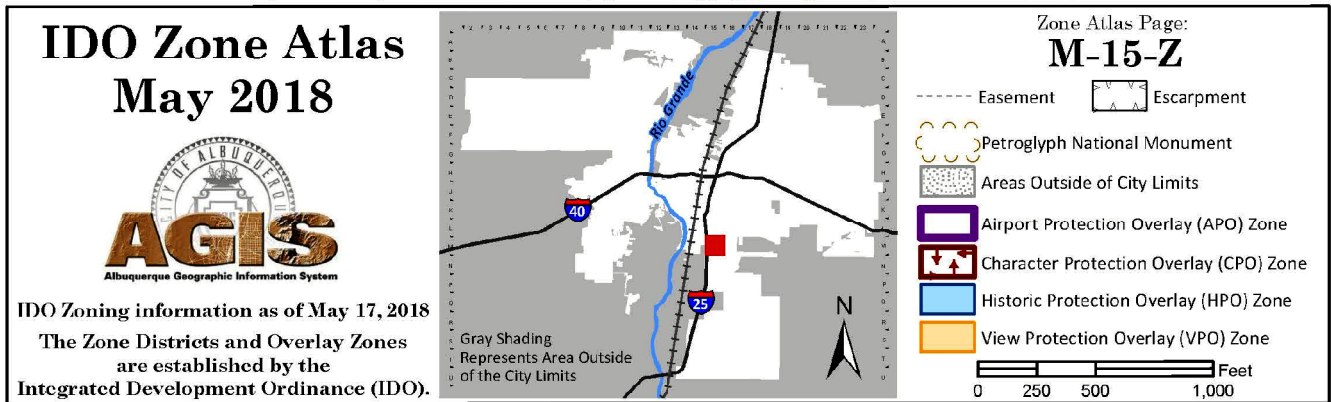 IDO Zone Atlas
May 2018
CITY OF ALBUQUERQUE
AGIS
Albuquerque Geographic Information System
IDO Zoning information as of May 17, 2018
The Zone Districts and Overlay Zones
are established by the
Integrated Development Ordinance (IDO).
Rio Grande
40
25
N
Gray Shading
Represents Area Outside
of the City Limits
Zone Atlas Page:
M-15-Z
Easement
Escarpment
Petroglyph National Monument
Areas Outside of City Limits
Airport Protection Overlay (APO) Zone
Character Protection Overlay (CPO) Zone
Historic Protection Overlay (HPO) Zone
View Protection Overlay (VPO) Zone
Feet
0 250 500 1,000